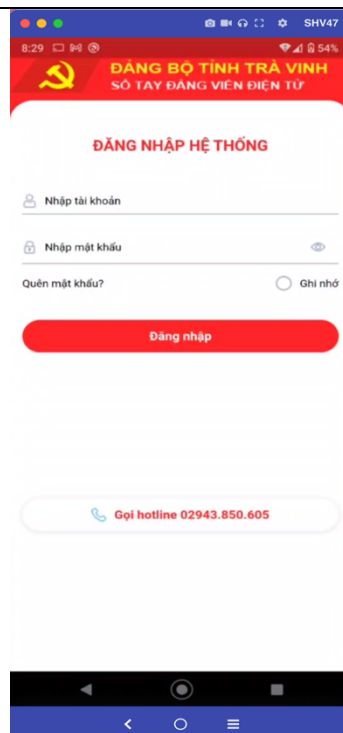 SHV47
8:29 54%
ĐẢNG BỘ TỈNH TRÀ VINH
SỔ TAY ĐẢNG VIÊN ĐIỆN TỬ
ĐĂNG NHẬP HỆ THỐNG
Nhập tài khoản
Nhập mật khẩu
Quên mật khẩu? Ghi nhớ
Đăng nhập
Gọi hotline 02943.850.605